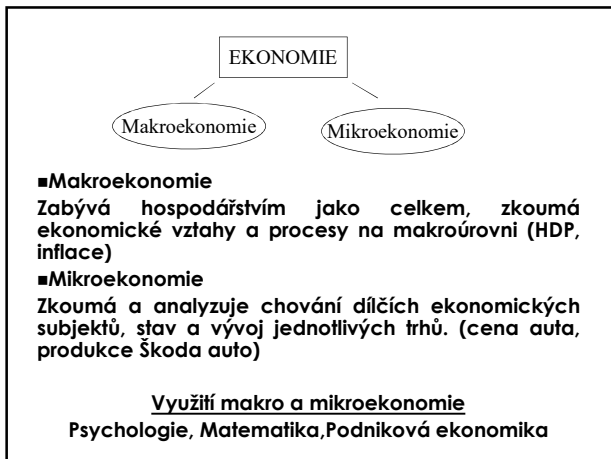 EKONOMIE
Makroekonomie
Mikroekonomie
■Makroekonomie
Zabývá hospodářstvím jako celkem, zkoumá
ekonomické vztahy a procesy na makroúrovni (HDP,
inflace)
■Mikroekonomie
Zkoumá a analyzuje chování dílčích ekonomických
subjektů, stav a vývoj jednotlivých trhů. (cena auta,
produkce Škoda auto)
Využití makro a mikroekonomie
Psychologie, Matematika,Podniková ekonomika